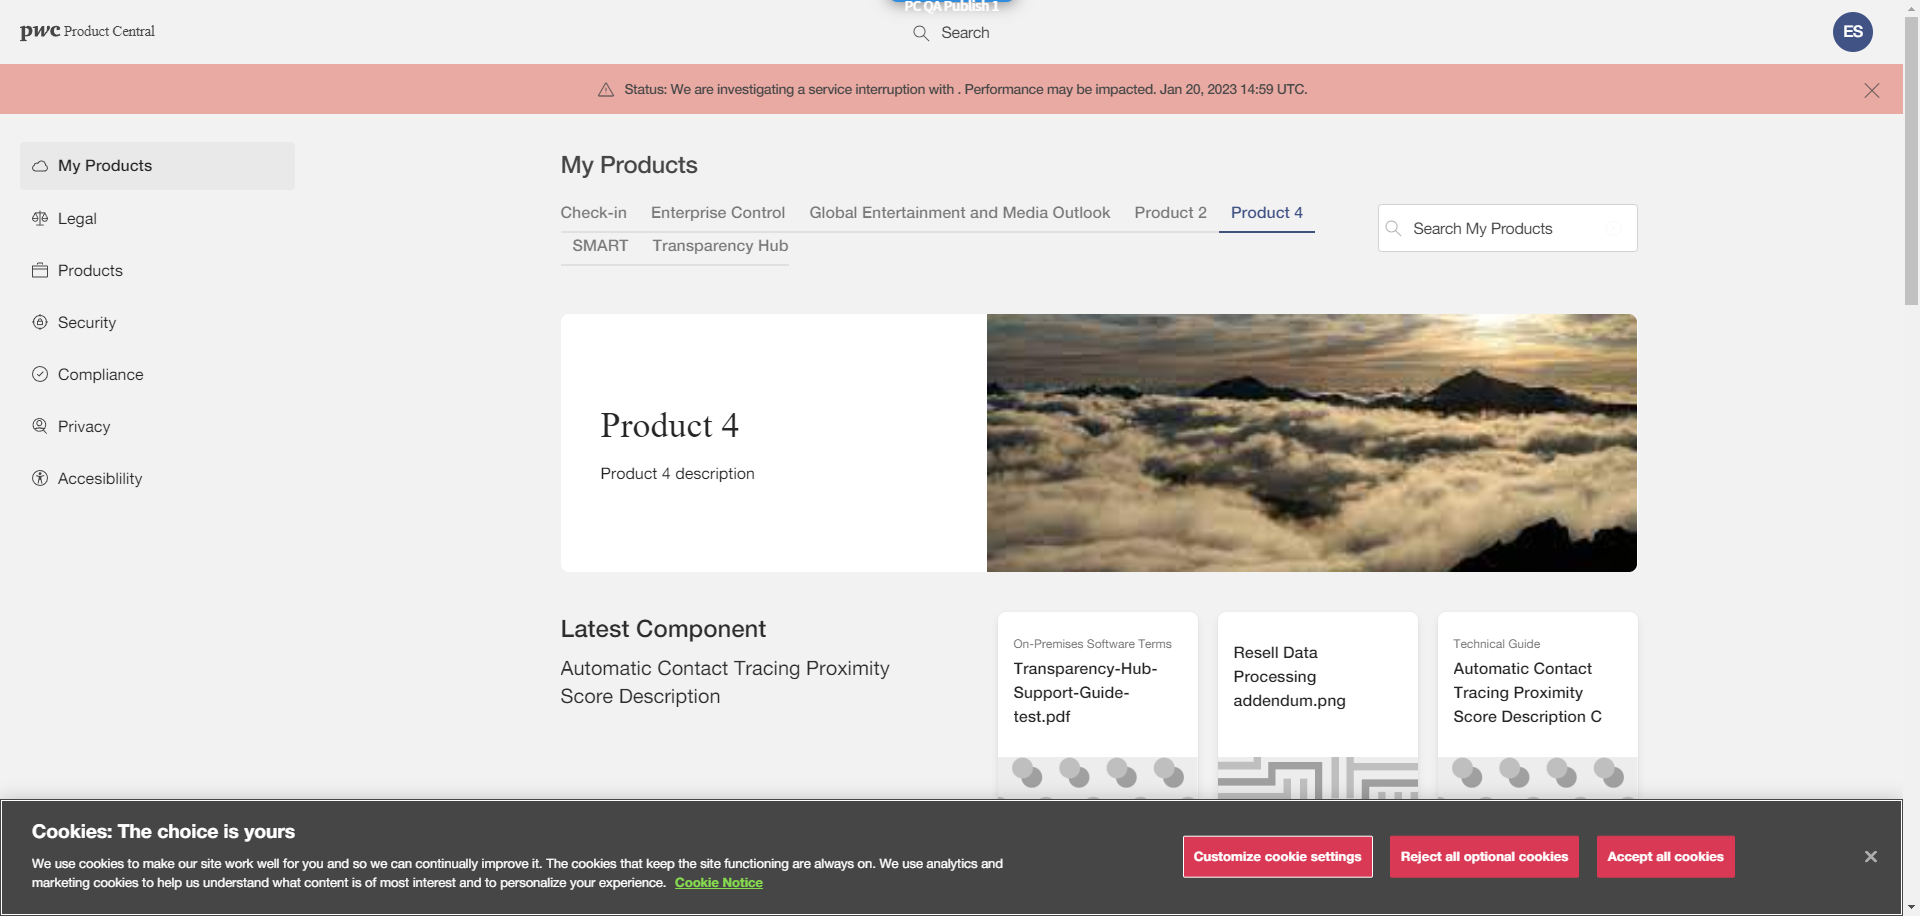 PC QA Publish 1
pwc Product Central
Search
ES
Status: We are investigating a service interruption with . Performance may be impacted. Jan 20, 2023 14:59 UTC.
My Products
Legal
Products
Security
Compliance
Privacy
Accesiblility
My Products
Check-in Enterprise Control Global Entertainment and Media Outlook Product 2 Product 4
SMART Transparency Hub
Search My Products
Product 4
Product 4 description
Latest Component
Automatic Contact Tracing Proximity
Score Description
On-Premises Software Terms
Transparency-Hub-
Support-Guide-
test.pdf
Resell Data
Processing
addendum.png
Technical Guide
Automatic Contact
Tracing Proximity
Score Description C
Cookies: The choice is yours
We use cookies to make our site work well for you and so we can continually improve it. The cookies that keep the site functioning are always on. We use analytics and
marketing cookies to help us understand what content is of most interest and to personalize your experience. Cookie Notice
Customize cookie settings
Reject all optional cookies
Accept all cookies